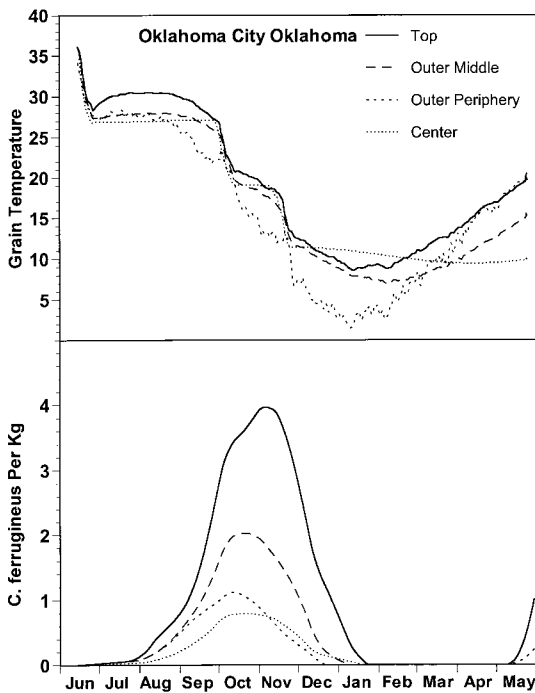 Oklahoma City Oklahoma
Top
Outer Middle
Outer Periphery
Center
Grain Temperature
40
35
30
25
20
15
10
5
C. ferrugineus Per Kg
4
3
2
1
0
Jun Jul Aug Sep Oct Nov Dec Jan Feb Mar Apr May